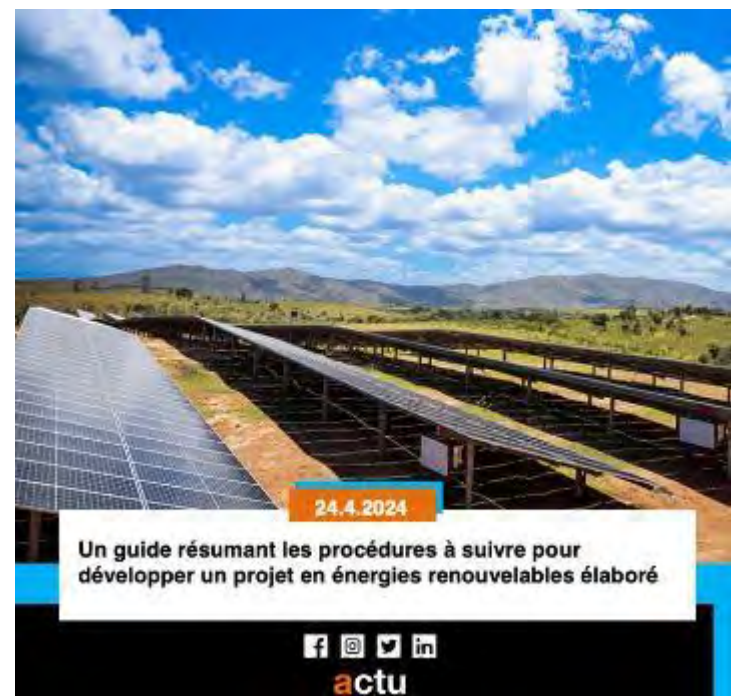 24.4.2024
Un guide résumant les procédures à suivre pour
développer un projet en énergies renouvelables élaboré
actu